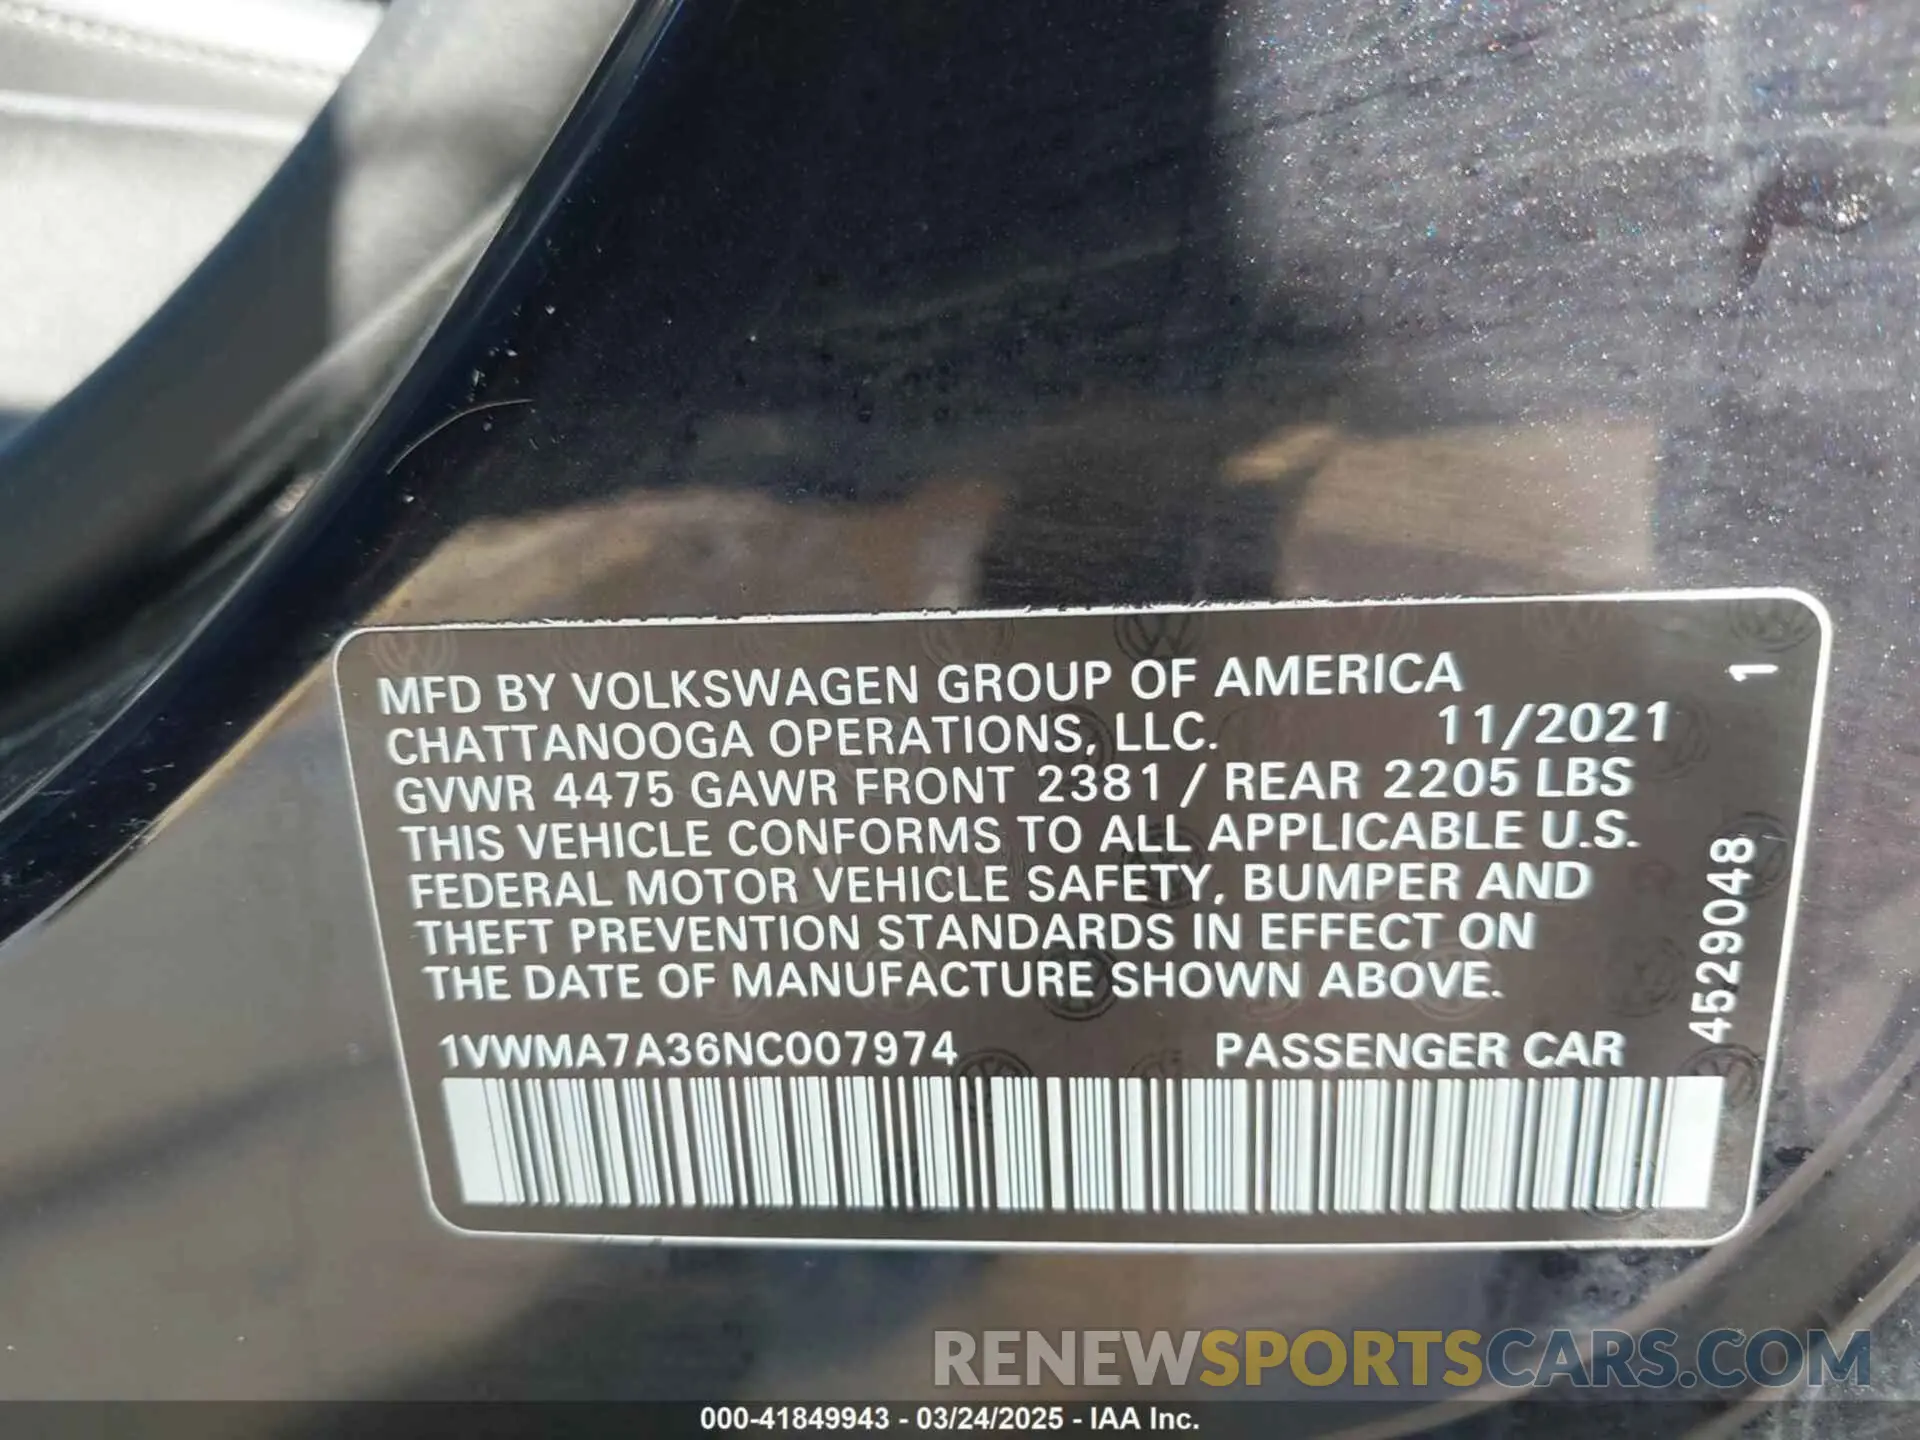 MFD BY VOLKSWAGEN GROUP OF AMERICA
CHATTANOOGA OPERATIONS, LLC. 11/2021
GVWR 4475 GAWR FRONT 2381 / REAR 2205 LBS
THIS VEHICLE CONFORMS TO ALL APPLICABLE U.S.
FEDERAL MOTOR VEHICLE SAFETY, BUMPER AND
THEFT PREVENTION STANDARDS IN EFFECT ON
THE DATE OF MANUFACTURE SHOWN ABOVE.
1VWMA7A36NC007974 PASSENGER CAR
4529048 1
RENEWSPORTSCARS.COM
000-41849943 - 03/24/2025 - IAA Inc.